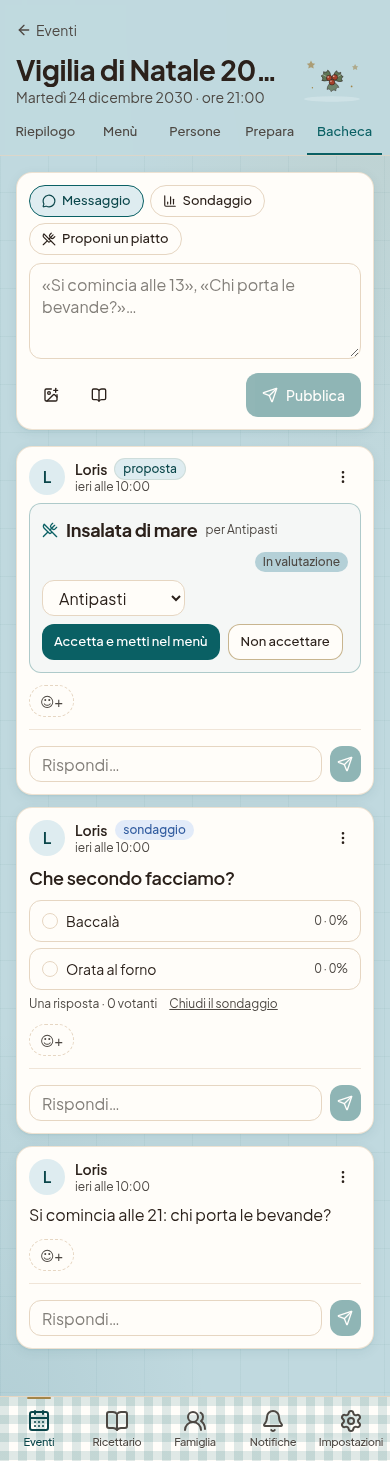 Eventi
Vigilia di Natale 20...
Martedì 24 dicembre 2030 · ore 21:00
Riepilogo Menù Persone Prepara Bacheca
Messaggio Sondaggio
Proponi un piatto
«Si comincia alle 13», «Chi porta le
bevande?»...
Pubblica
L Loris proposta
ieri alle 10:00
Insalata di mare per Antipasti
In valutazione
Antipasti
Accetta e metti nel menù Non accettare
Rispondi...
L Loris sondaggio
ieri alle 10:00
Che secondo facciamo?
Baccalà 0 · 0%
Orata al forno 0 · 0%
Una risposta · 0 votanti Chiudi il sondaggio
Rispondi...
L Loris
ieri alle 10:00
Si comincia alle 21: chi porta le bevande?
Rispondi...
Eventi Ricettario Famiglia Notifiche Impostazioni